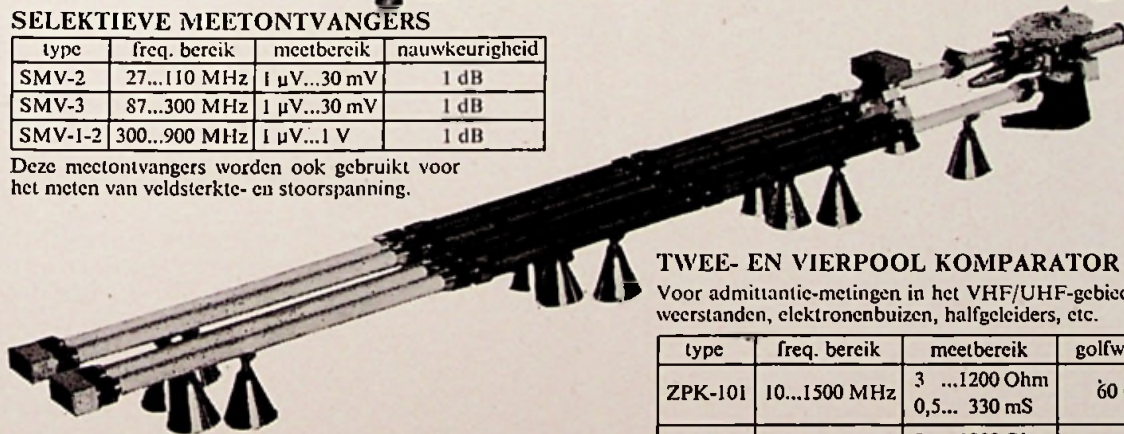 SELEKTIEVE MEETONTVANGERS
type freq. bereik meetbereik nauwkeurigheid
SMV-2 27...110 MHz 1 µV...30 mV 1 dB
SMV-3 87...300 MHz 1 µV...30 mV 1 dB
SMV-1-2 300...900 MHz 1 µV...1 V 1 dB
Deze meetontvangers worden ook gebruikt voor
het meten van veldsterkte- en stoorspanning.
TWEE- EN VIERPOOL KOMPARATOR
Voor admittantie-metingen in het VHF/UHF-gebied
weerstanden, elektronenbuizen, halfgeleiders, etc.
type freq. bereik meetbereik golfw
ZPK-101 10...1500 MHz 3 ...1200 Ohm 60
0,5... 330 mS